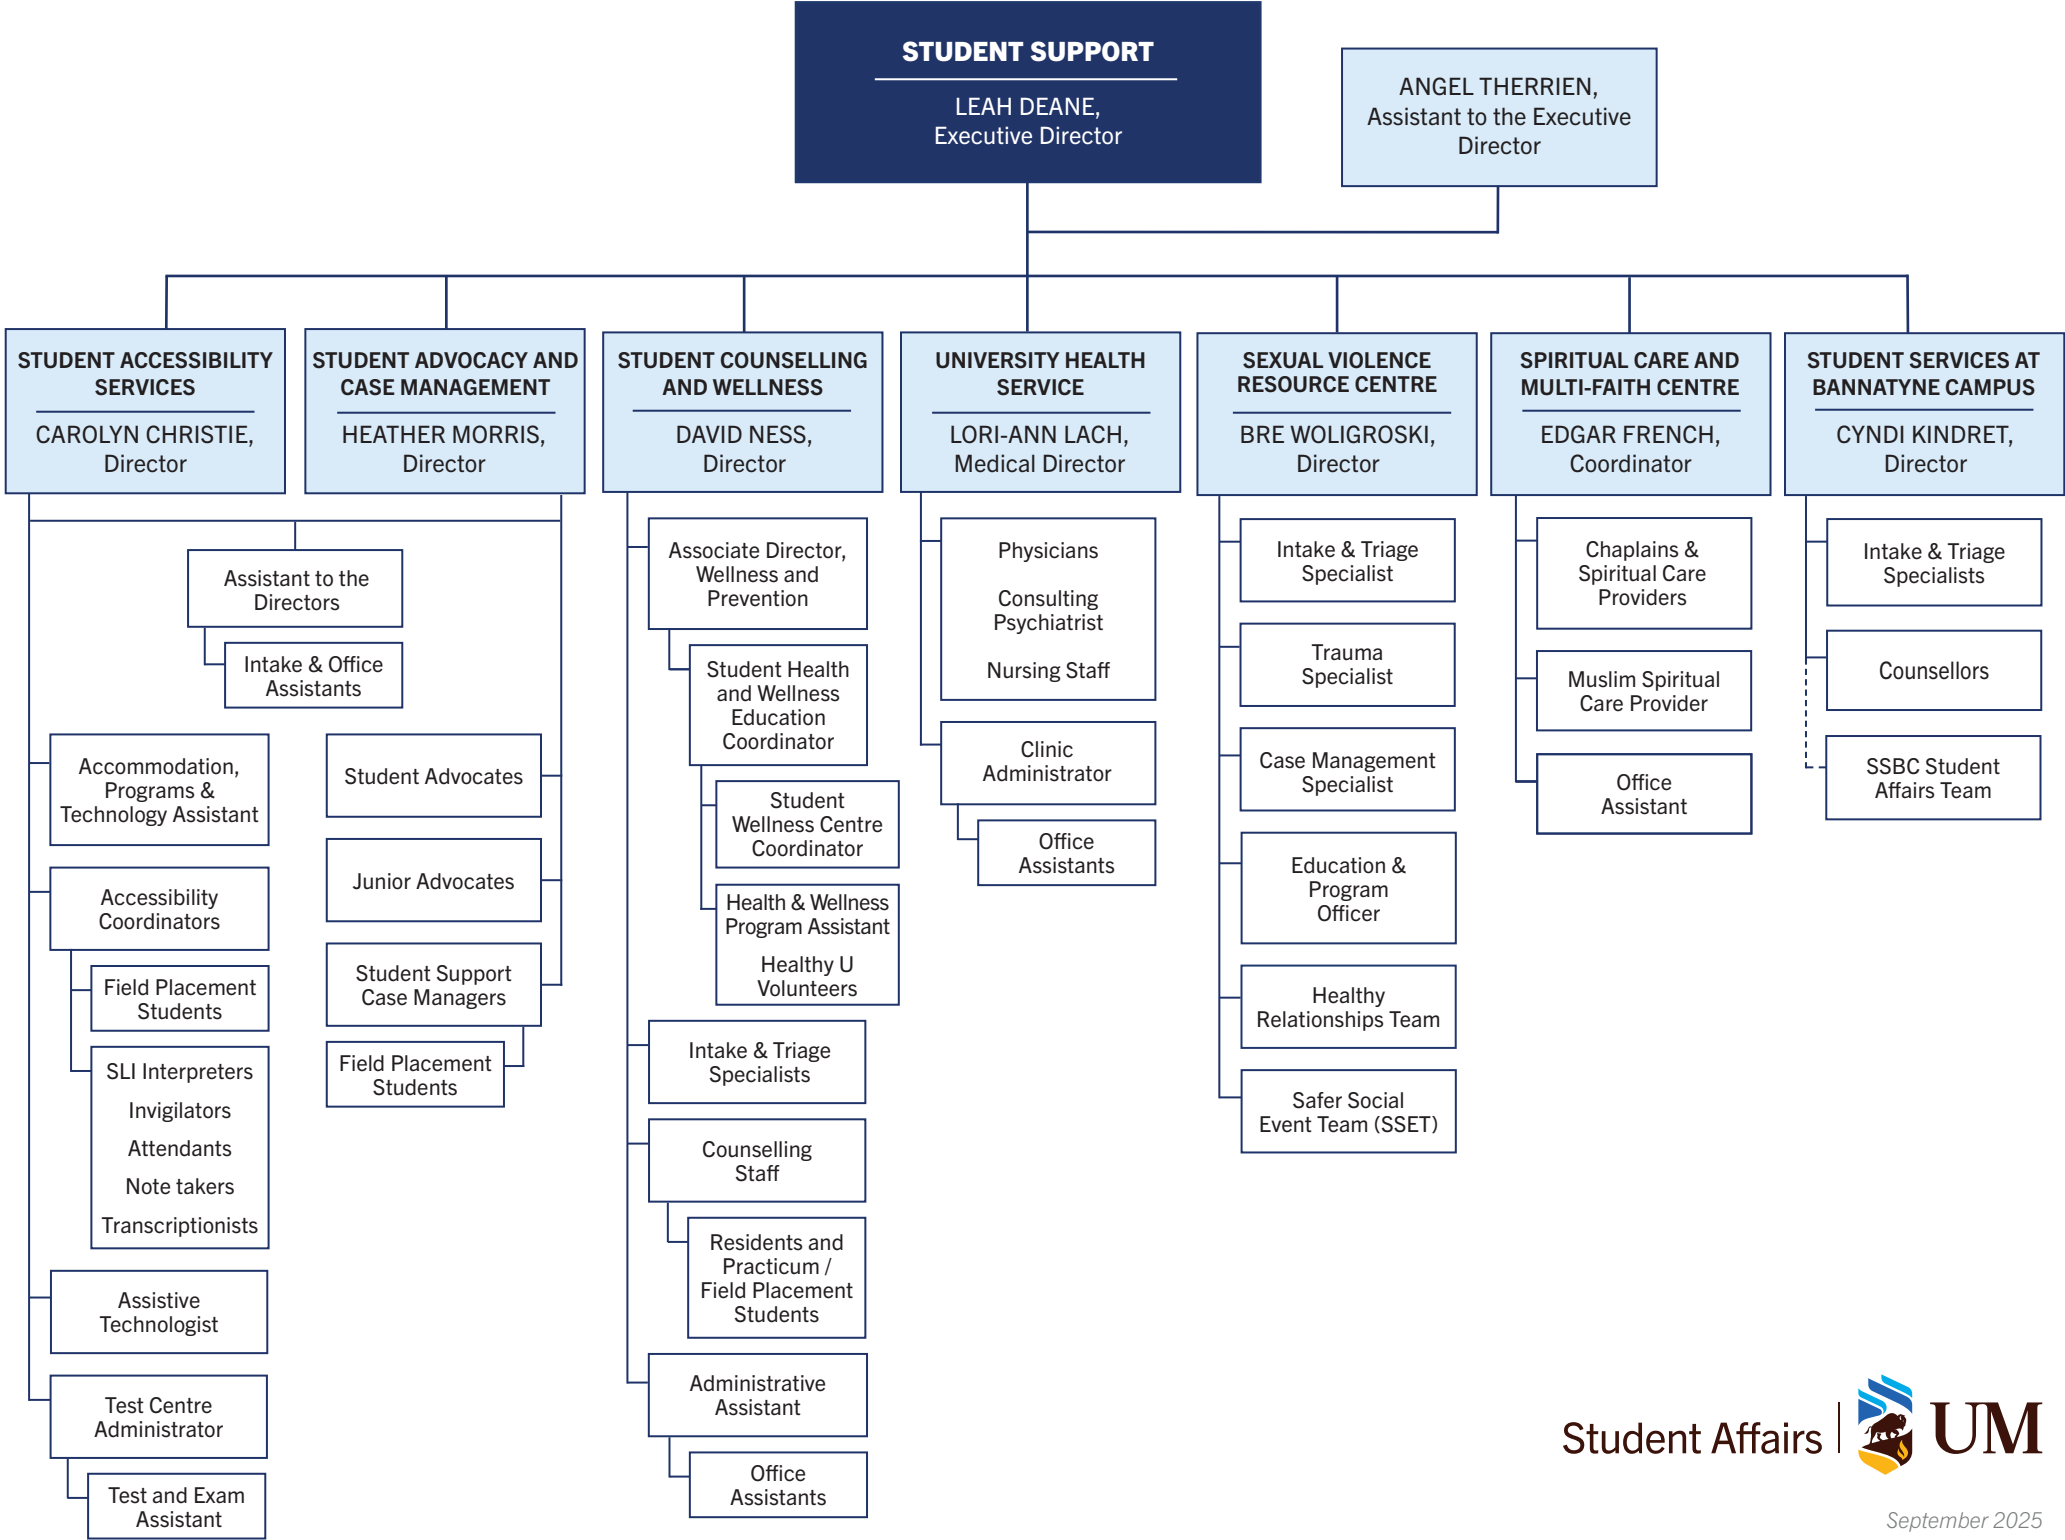 STUDENT SUPPORT
LEAH DEANE,
Executive Director
ANGEL THERRIEN,
Assistant to the Executive
Director
STUDENT ACCESSIBILITY
SERVICES
CAROLYN CHRISTIE,
Director
STUDENT ADVOCACY AND
CASE MANAGEMENT
HEATHER MORRIS,
Director
STUDENT COUNSELLING
AND WELLNESS
DAVID NESS,
Director
UNIVERSITY HEALTH
SERVICE
LORI-ANN LACH,
Medical Director
SEXUAL VIOLENCE
RESOURCE CENTRE
BRE WOLIGROSKI,
Director
SPIRITUAL CARE AND
MULTI-FAITH CENTRE
EDGAR FRENCH,
Coordinator
STUDENT SERVICES AT
BANNATYNE CAMPUS
CYNDI KINDRET,
Director
Assistant to the
Directors
Intake & Office
Assistants
Accommodation,
Programs &
Technology Assistant
Accessibility
Coordinators
Field Placement
Students
SLI Interpreters
Invigilators
Attendants
Note takers
Transcriptionists
Assistive
Technologist
Test Centre
Administrator
Test and Exam
Assistant
Student Advocates
Junior Advocates
Student Support
Case Managers
Field Placement
Students
Associate Director,
Wellness and
Prevention
Student Health
and Wellness
Education
Coordinator
Student
Wellness Centre
Coordinator
Health & Wellness
Program Assistant
Healthy U
Volunteers
Intake & Triage
Specialists
Counselling
Staff
Residents and
Practicum /
Field Placement
Students
Administrative
Assistant
Office
Assistants
Physicians
Consulting
Psychiatrist
Nursing Staff
Clinic
Administrator
Office
Assistants
Intake & Triage
Specialist
Trauma
Specialist
Case Management
Specialist
Education &
Program
Officer
Healthy
Relationships Team
Safer Social
Event Team (SSET)
Chaplains &
Spiritual Care
Providers
Muslim Spiritual
Care Provider
Office
Assistant
Intake & Triage
Specialists
Counsellors
SSBC Student
Affairs Team
Student Affairs
UM
September 2025